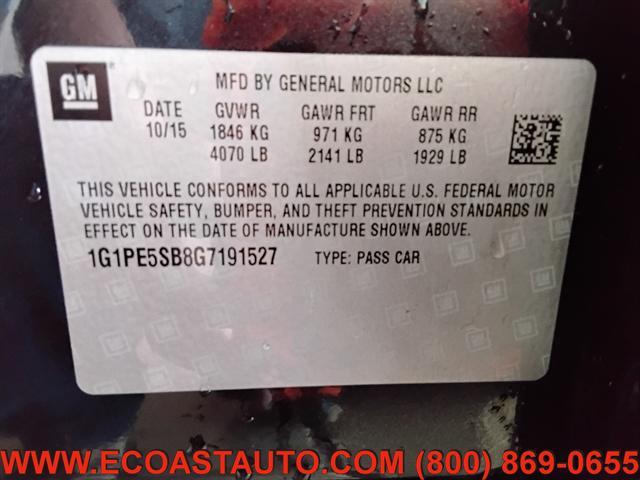 GM
MFD BY GENERAL MOTORS LLC
DATE GVWR GAWR FRT GAWR RR
10/15 1846 KG 971 KG 875 KG
4070 LB 2141 LB 1929 LB
THIS VEHICLE CONFORMS TO ALL APPLICABLE U.S. FEDERAL MOTOR
VEHICLE SAFETY, BUMPER, AND THEFT PREVENTION STANDARDS IN
EFFECT ON THE DATE OF MANUFACTURE SHOWN ABOVE.
1G1PE5SB8G7191527 TYPE: PASS CAR
WWW.ECOASTAUTO.COM (800) 869-0655